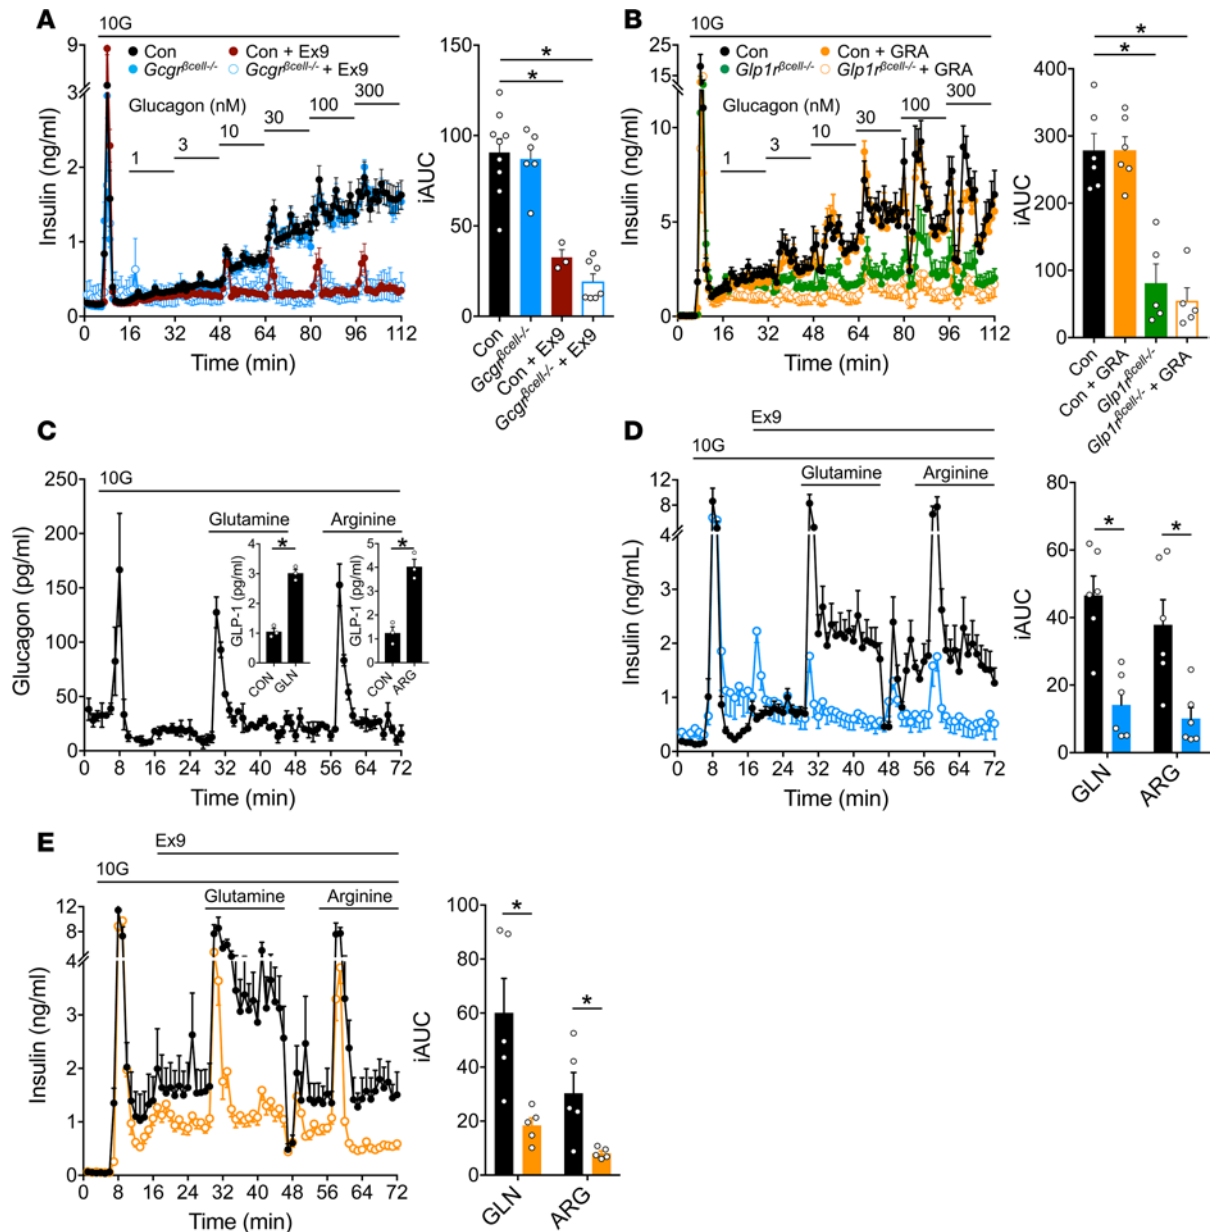 A
10G
Con
Con + Ex9
Gcgrβcell-/-
Gcgrβcell-/- + Ex9
Glucagon (nM)
1
3
10
30
100
300
Insulin (ng/ml)
9
3
2
1
0
0 16 32 48 64 80 96 112
Time (min)
iAUC
150
100
50
0
Con
Gcgrβcell-/-
Con + Ex9
Gcgrβcell-/- + Ex9
*
*
B
10G
Con
Con + GRA
Glp1rβcell-/-
Glp1rβcell-/- + GRA
Glucagon (nM)
1
3
10
30
100
300
Insulin (ng/ml)
25
15
10
5
0
0 16 32 48 64 80 96 112
Time (min)
iAUC
400
300
200
100
0
Con
Con + GRA
Glp1rβcell-/-
Glp1rβcell-/- + GRA
*
*
C
10G
Glutamine
Arginine
Glucagon (pg/ml)
250
200
150
100
50
0
0 8 16 24 32 40 48 56 64 72
Time (min)
GLP-1 (pg/ml)
4
3
2
1
0
CON
GLN
*
GLP-1 (pg/ml)
5
4
3
2
1
0
CON
ARG
*
D
Ex9
10G
Glutamine
Arginine
Insulin (ng/mL)
12
8
4
3
2
1
0
0 8 16 24 32 40 48 56 64 72
Time (min)
iAUC
80
60
40
20
0
GLN
ARG
*
*
E
Ex9
10G
Glutamine
Arginine
Insulin (ng/ml)
12
8
4
3
2
1
0
0 8 16 24 32 40 48 56 64 72
Time (min)
iAUC
100
80
60
40
20
0
GLN
ARG
*
*